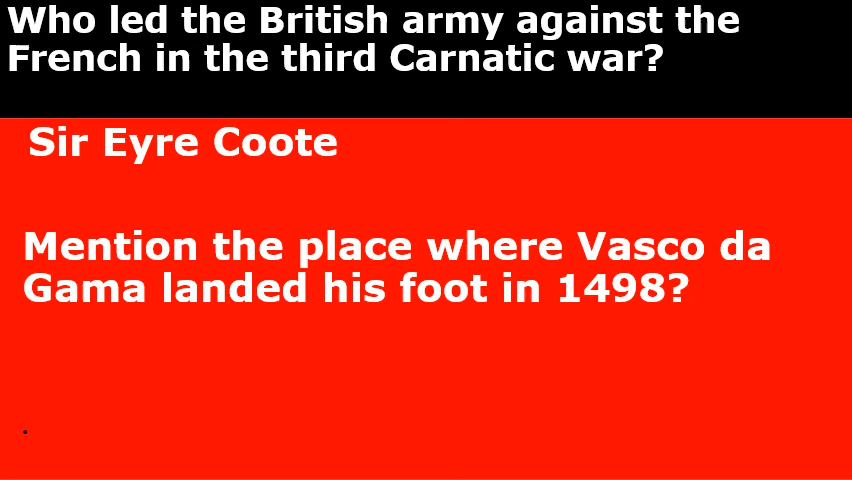 Who led the British army against the
French in the third Carnatic war?
Sir Eyre Coote
Mention the place where Vasco da
Gama landed his foot in 1498?
.